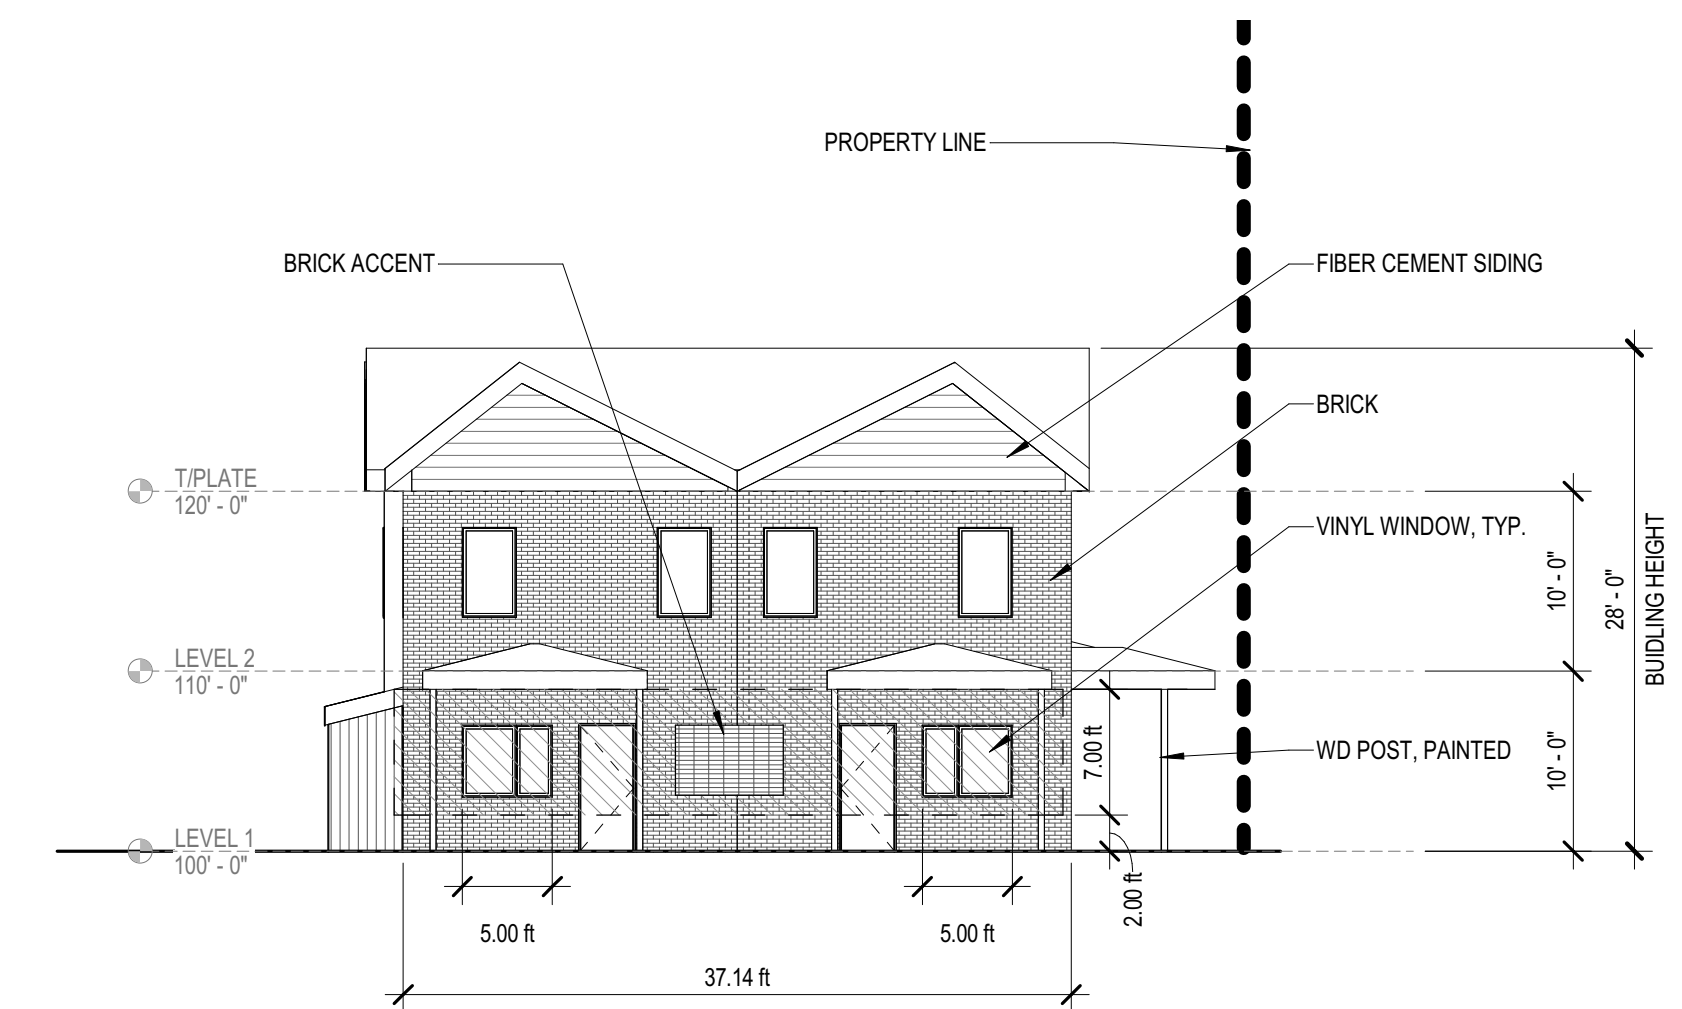 PROPERTY LINE
BRICK ACCENT
FIBER CEMENT SIDING
BRICK
T/PLATE
120' - 0"
VINYL WINDOW, TYP.
10' - 0"
28' - 0"
BUIDLING HEIGHT
LEVEL 2
110' - 0"
7.00 ft
WD POST, PAINTED
10' - 0"
LEVEL 1
100' - 0"
2.00 ft
5.00 ft
5.00 ft
37.14 ft